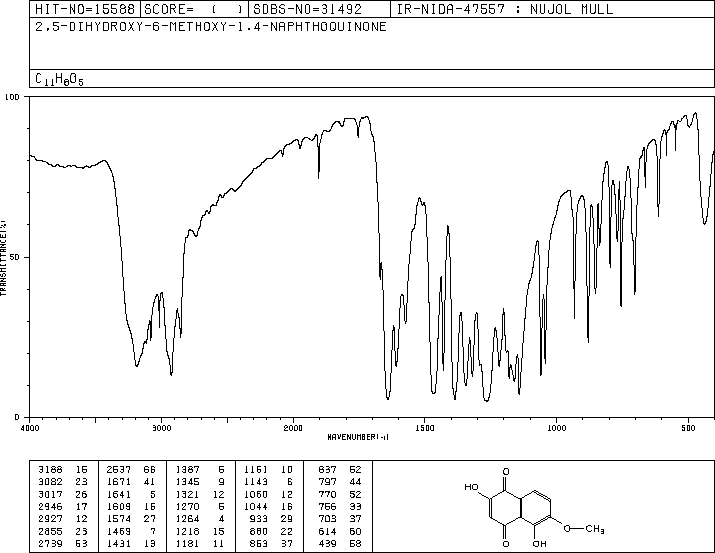 HIT-NO=15588 SCORE= ( ) SDBS-NO=31492 IR-NIDA-47557 : NUJOL MULL
2,5-DIHYDROXY-6-METHOXY-1,4-NAPHTHOQUINONE
C11H8O5
100
50
0
TRANSMITTANCE(%)
4000 3000 2000 1500 1000 500
WAVENUMBER(-1)
3188 16 2637 66 1387 5 1161 10 837 52
3082 23 1671 41 1345 9 1143 6 797 44
3017 26 1641 5 1321 12 1060 12 770 52
2946 17 1609 16 1270 5 1044 16 756 33
2927 12 1574 27 1264 4 933 29 703 37
2855 23 1469 7 1218 15 880 22 614 60
2739 53 1431 13 1181 11 853 37 439 58
O
HO
O
CH3
O
OH